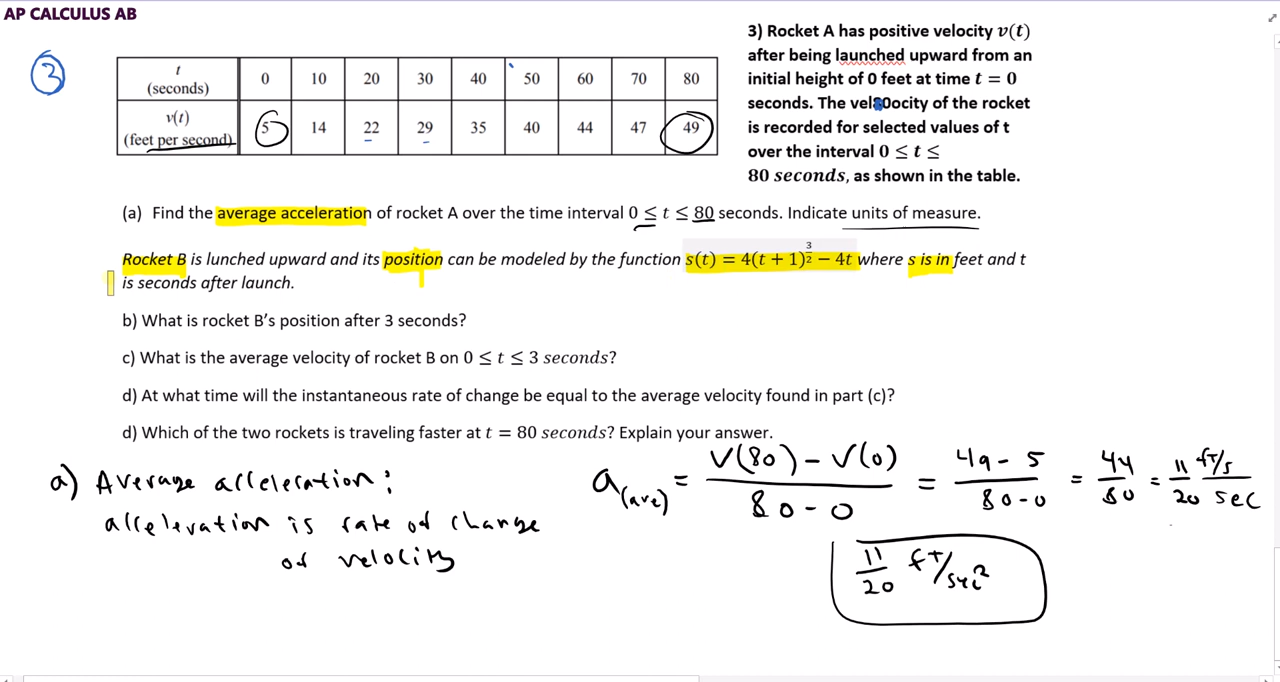 AP CALCULUS AB
③
t (seconds) 0 10 20 30 40 50 60 70 80
v(t) (feet per second) 5 14 22 29 35 40 44 47 49
3) Rocket A has positive velocity v(t)
after being launched upward from an
initial height of 0 feet at time t = 0
seconds. The vel80ocity of the rocket
is recorded for selected values of t
over the interval 0 ≤ t ≤
80 seconds, as shown in the table.
(a) Find the average acceleration of rocket A over the time interval 0 ≤ t ≤ 80 seconds. Indicate units of measure.
Rocket B is lunched upward and its position can be modeled by the function s(t) = 4(t + 1)^(3/2) − 4t where s is in feet and t
is seconds after launch.
b) What is rocket B's position after 3 seconds?
c) What is the average velocity of rocket B on 0 ≤ t ≤ 3 seconds?
d) At what time will the instantaneous rate of change be equal to the average velocity found in part (c)?
d) Which of the two rockets is traveling faster at t = 80 seconds? Explain your answer.
a) Average acceleration:
acceleration is rate of change
of velocity
a(ave) = (v(80) − v(0))/(80 − 0) = (49 − 5)/(80 − 0) = 44/80 = 11/20 ft/s/sec
11/20 ft/sec²